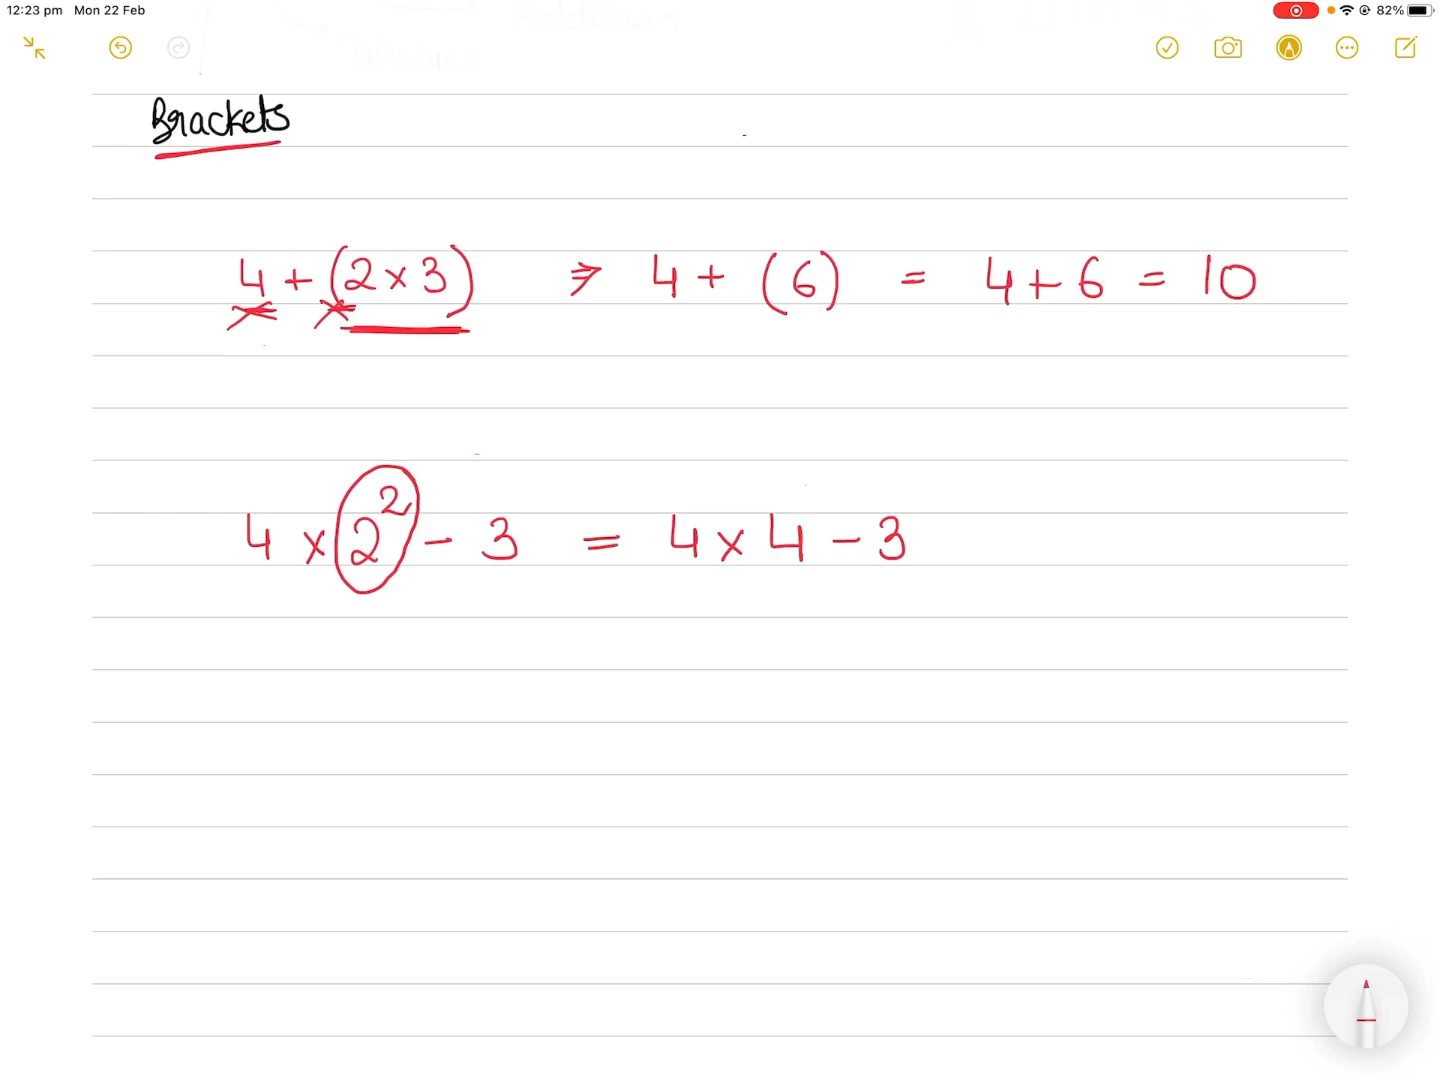 12:23 pm Mon 22 Feb 82%
Brackets
4 + (2 × 3) ⇒ 4 + (6) = 4 + 6 = 10
4 × 2² - 3 = 4 × 4 - 3